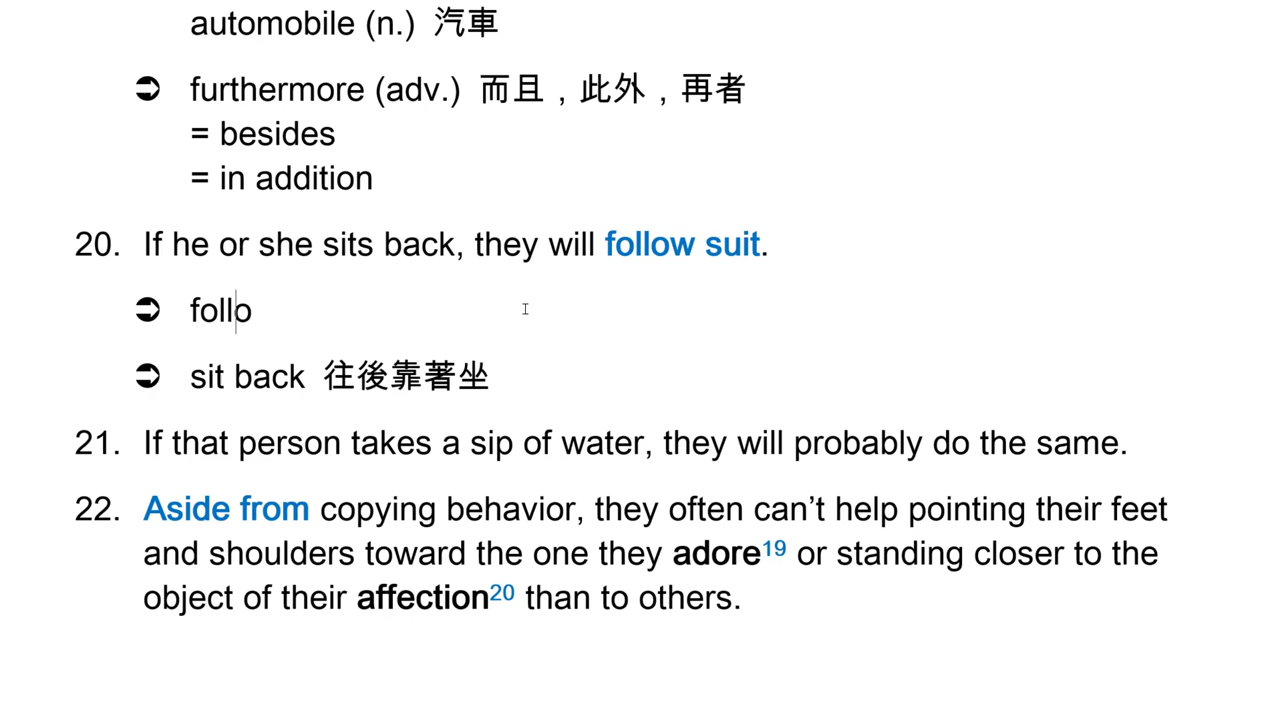 automobile (n.) 汽車
➲ furthermore (adv.) 而且，此外，再者
= besides
= in addition
20. If he or she sits back, they will follow suit.
➲ follo
➲ sit back 往後靠著坐
21. If that person takes a sip of water, they will probably do the same.
22. Aside from copying behavior, they often can’t help pointing their feet
and shoulders toward the one they adore19 or standing closer to the
object of their affection20 than to others.